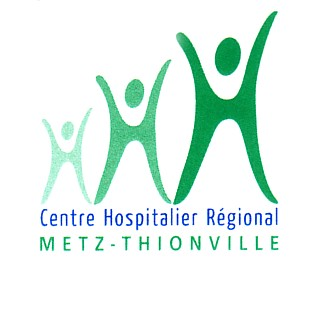 Centre Hospitalier Régional
METZ-THIONVILLE